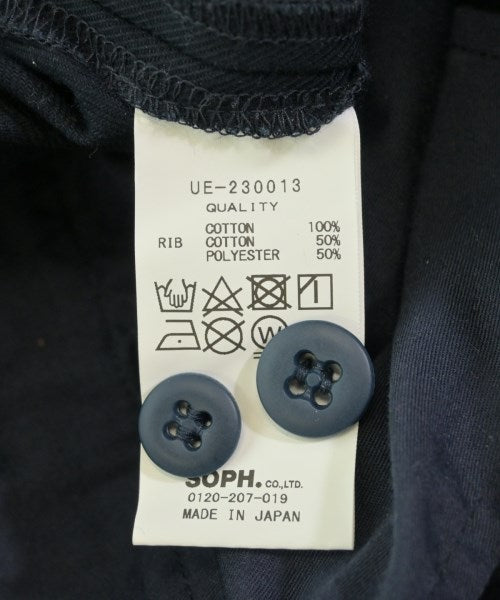 UE-230013
QUALITY
COTTON 100%
RIB COTTON 50%
POLYESTER 50%
W
SOPH. CO.,LTD.
0120-207-019
MADE IN JAPAN